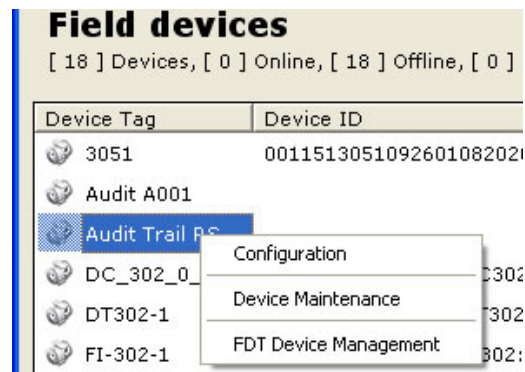 Field devices
[ 18 ] Devices, [ 0 ] Online, [ 18 ] Offline, [ 0 ]
Device Tag Device ID
3051
Audit A001
Audit Trail
DC_302_0_
DT302-1
FI-302-1
Configuration
Device Maintenance
FDT Device Management